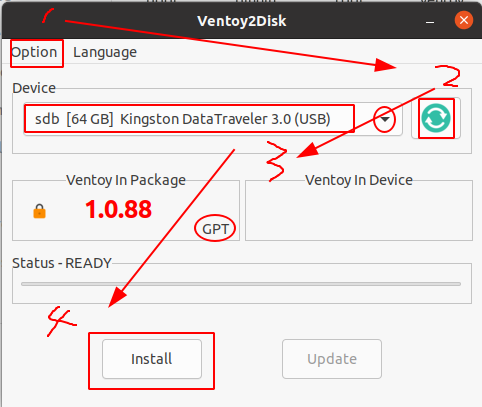 Ventoy2Disk
1
Option Language
2
Device
sdb [64 GB] Kingston DataTraveler 3.0 (USB)
3
Ventoy In Package
Ventoy In Device
1.0.88
GPT
Status - READY
4
Install
Update